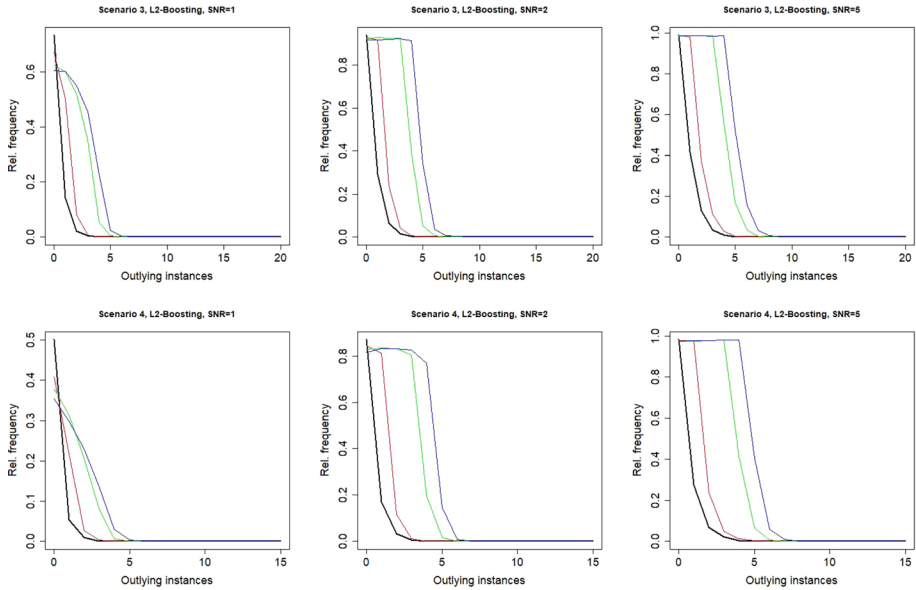 Scenario 3, L2-Boosting, SNR=1
Rel. frequency
0.0 0.2 0.4 0.6
0 5 10 15 20
Outlying instances
Scenario 3, L2-Boosting, SNR=2
Rel. frequency
0.0 0.2 0.4 0.6 0.8
0 5 10 15 20
Outlying instances
Scenario 3, L2-Boosting, SNR=5
Rel. frequency
0.0 0.2 0.4 0.6 0.8 1.0
0 5 10 15 20
Outlying instances
Scenario 4, L2-Boosting, SNR=1
Rel. frequency
0.0 0.1 0.2 0.3 0.4 0.5
0 5 10 15
Outlying instances
Scenario 4, L2-Boosting, SNR=2
Rel. frequency
0.0 0.2 0.4 0.6 0.8
0 5 10 15
Outlying instances
Scenario 4, L2-Boosting, SNR=5
Rel. frequency
0.0 0.2 0.4 0.6 0.8 1.0
0 5 10 15
Outlying instances